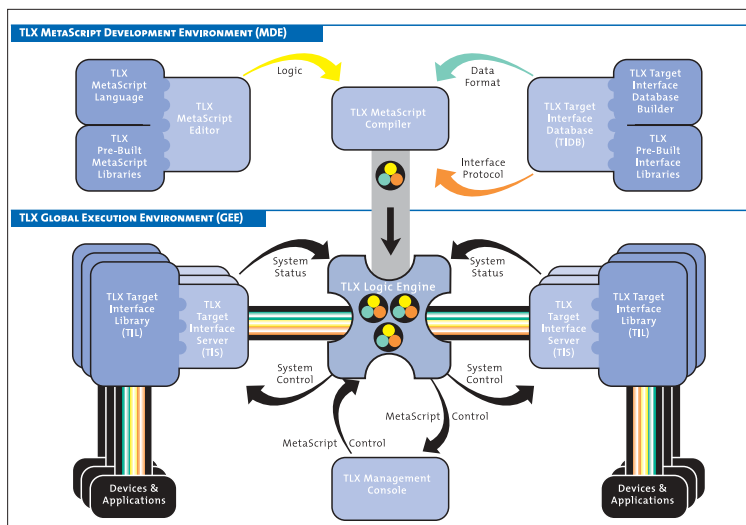 TLX MetaScript Development Environment (MDE)
TLX
MetaScript
Language
TLX
Pre-Built
MetaScript
Libraries
TLX
MetaScript
Editor
Logic
TLX MetaScript
Compiler
Data
Format
Interface
Protocol
TLX Target
Interface
Database
(TIDB)
TLX Target
Interface
Database
Builder
TLX
Pre-Built
Interface
Libraries
TLX Global Execution Environment (GEE)
TLX Target
Interface
Library
(TIL)
TLX
Target
Interface
Server
(TIS)
System
Status
TLX Logic Engine
System
Status
TLX
Target
Interface
Server
(TIS)
TLX Target
Interface
Library
(TIL)
System
Control
System
Control
MetaScript Control
MetaScript Control
TLX Management
Console
Devices &
Applications
Devices &
Applications